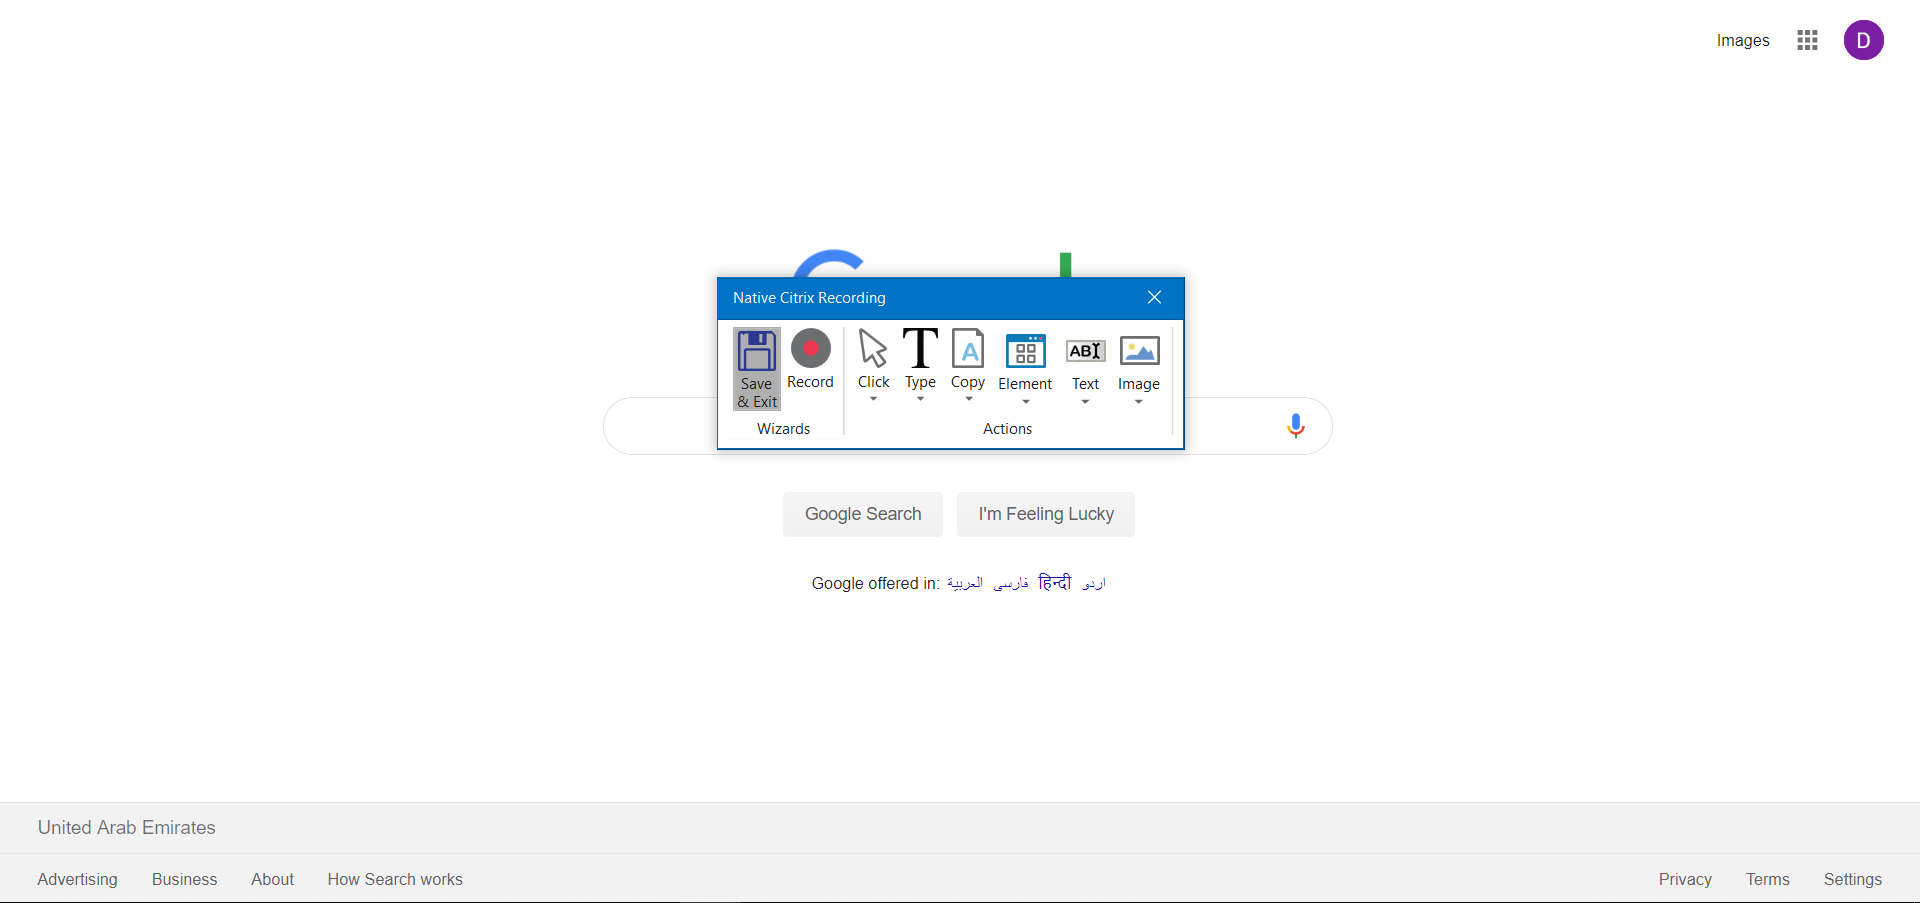 Images
D
Native Citrix Recording
Save
& Exit
Record
Click
Type
A
Copy
Element
AB
Text
Image
Wizards
Actions
Google Search
I'm Feeling Lucky
Google offered in: العربية فارسی हिन्दी اردو
United Arab Emirates
Advertising Business About How Search works
Privacy Terms Settings